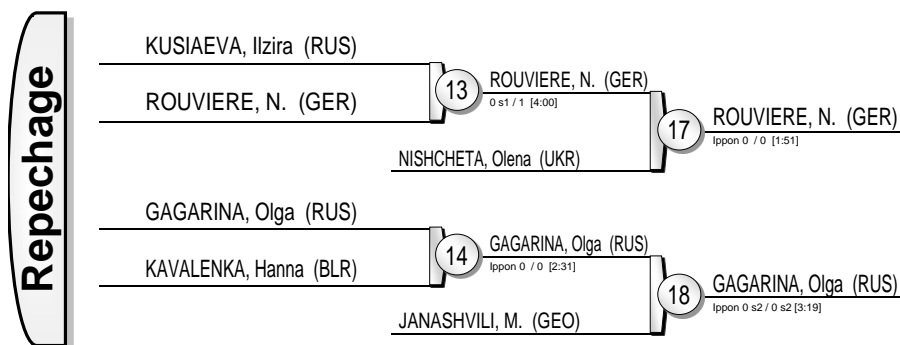 Repechage
KUSIAEVA, Ilzira (RUS)
ROUVIERE, N. (GER)
13
ROUVIERE, N. (GER)
0 s1 / 1 [4:00]
NISHCHETA, Olena (UKR)
17
ROUVIERE, N. (GER)
Ippon 0 / 0 [1:51]
GAGARINA, Olga (RUS)
KAVALENKA, Hanna (BLR)
14
GAGARINA, Olga (RUS)
Ippon 0 / 0 [2:31]
JANASHVILI, M. (GEO)
18
GAGARINA, Olga (RUS)
Ippon 0 s2 / 0 s2 [3:19]